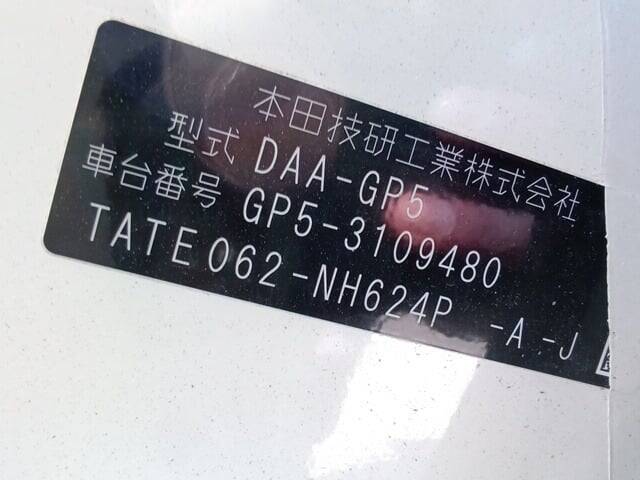 本田技研工業株式会社
型式 DAA-GP5
車台番号 GP5-3109480
TATE062-NH624P -A-J